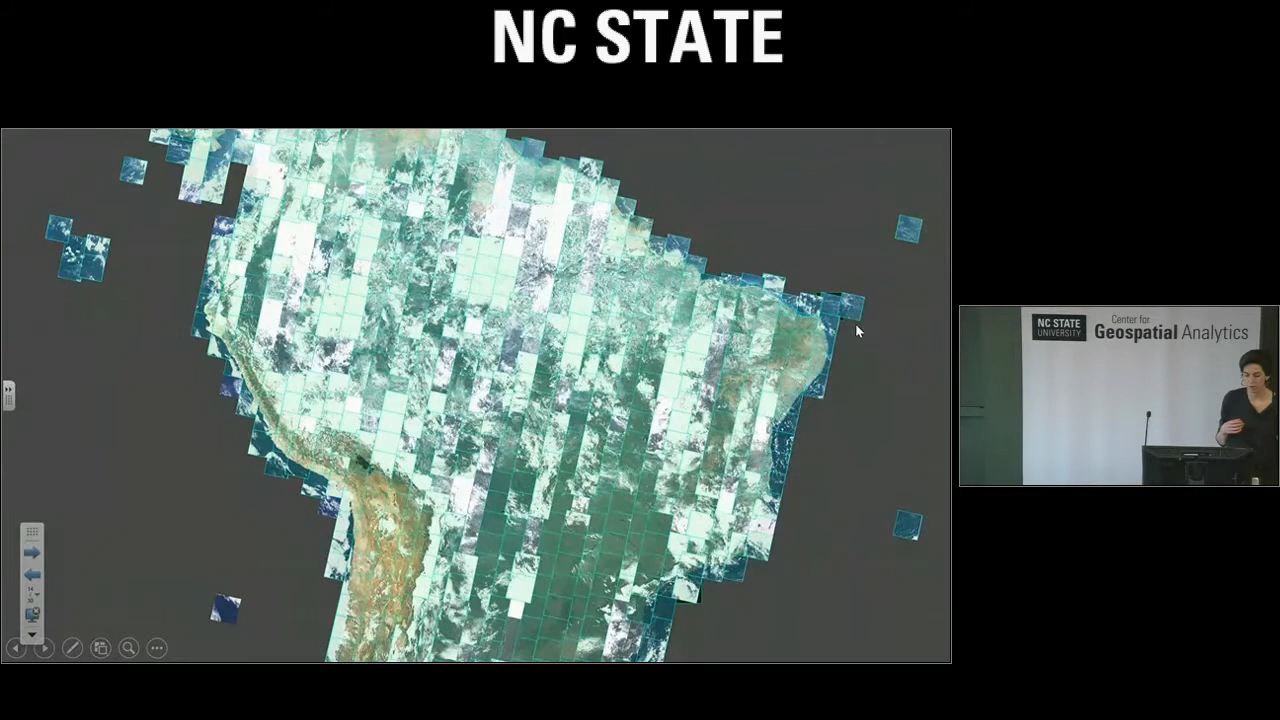 NC STATE
NC STATE
UNIVERSITY
Center for
Geospatial Analytics